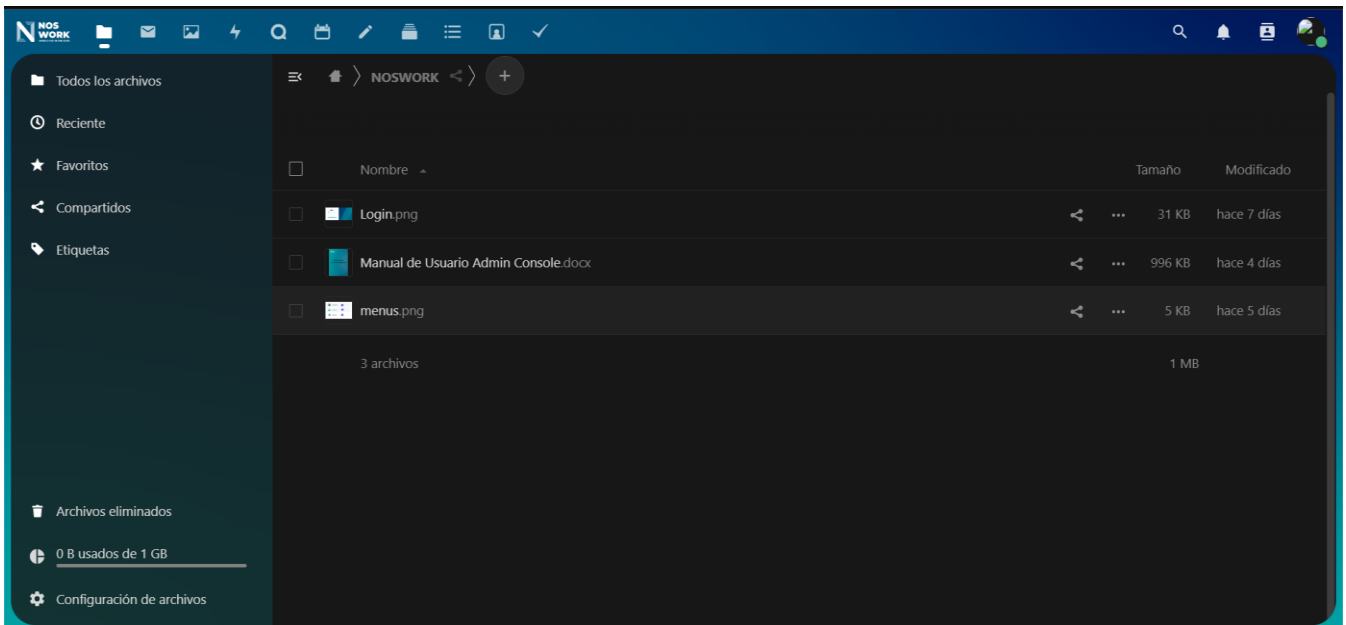 NOS
WORK
Todos los archivos
Reciente
Favoritos
Compartidos
Etiquetas
Archivos eliminados
0 B usados de 1 GB
Configuración de archivos
NOSWORK
Nombre Tamaño Modificado
Login.png 31 KB hace 7 días
Manual de Usuario Admin Console.docx 996 KB hace 4 días
menus.png 5 KB hace 5 días
3 archivos 1 MB